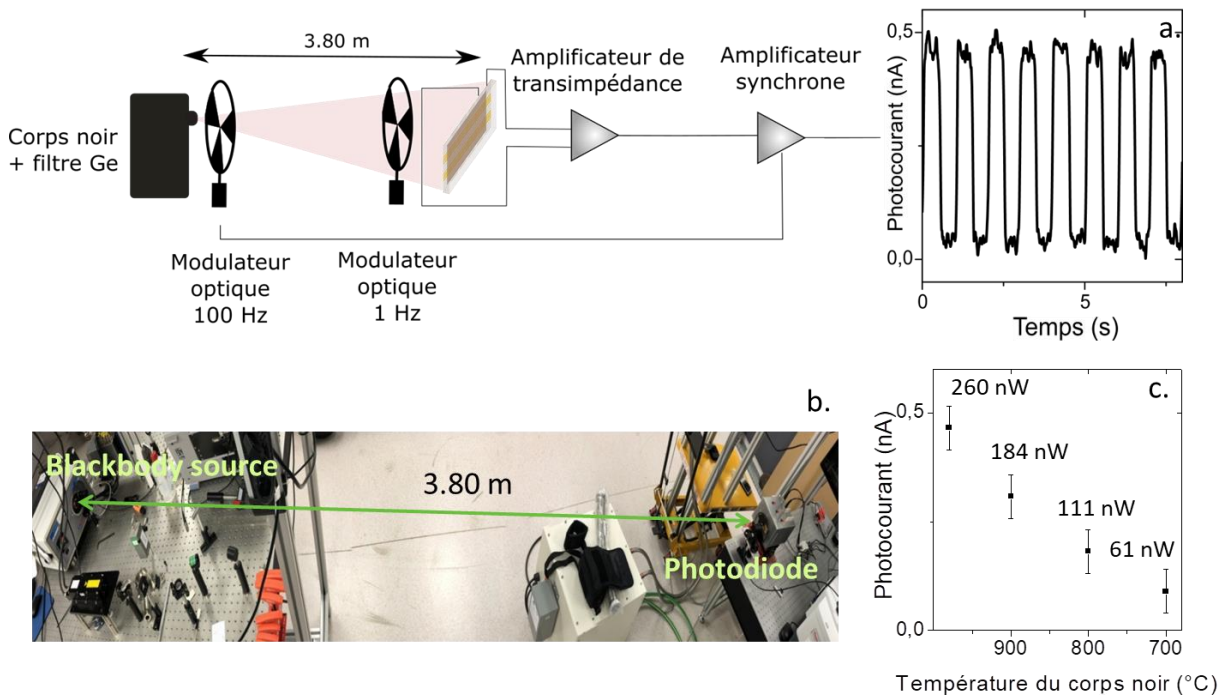 3.80 m
Corps noir
+ filtre Ge
Amplificateur de
transimpédance
Amplificateur
synchrone
Modulateur
optique
100 Hz
Modulateur
optique
1 Hz
a.
Photocourant (nA)
0,5
0,0
0
5
Temps (s)
b.
Blackbody source
3.80 m
Photodiode
c.
Photocourant (nA)
0,5
0,0
260 nW
184 nW
111 nW
61 nW
900
800
700
Température du corps noir (°C)